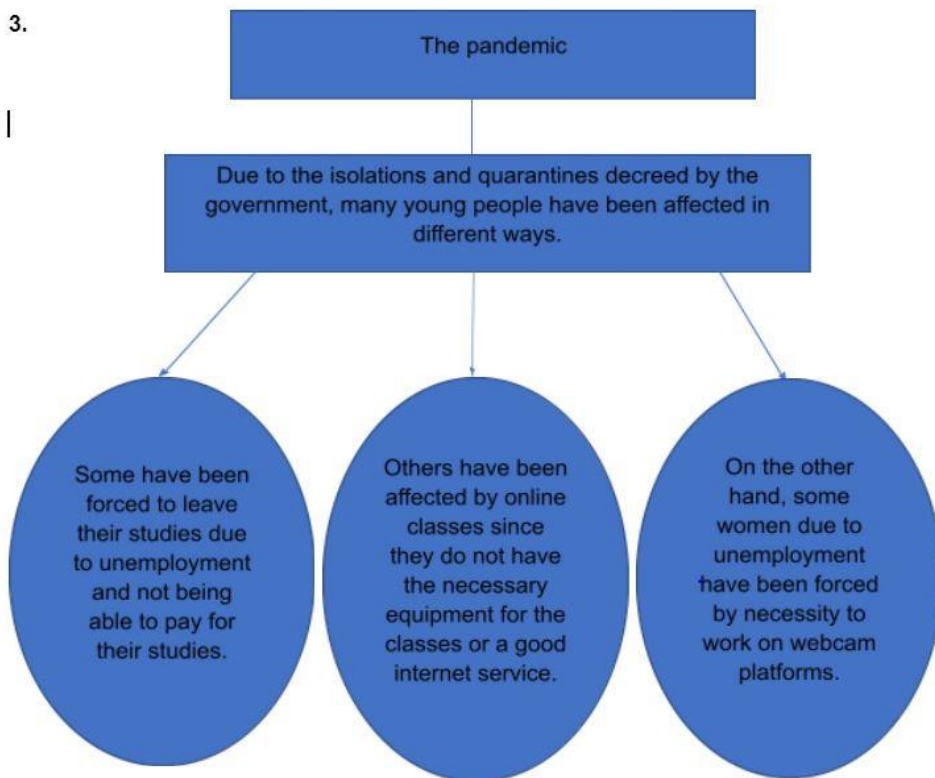 3.
The pandemic
Due to the isolations and quarantines decreed by the
government, many young people have been affected in
different ways.
Some have been
forced to leave
their studies due
to unemployment
and not being
able to pay for
their studies.
Others have been
affected by online
classes since
they do not have
the necessary
equipment for the
classes or a good
internet service.
On the other
hand, some
women due to
unemployment
have been forced
by necessity to
work on webcam
platforms.